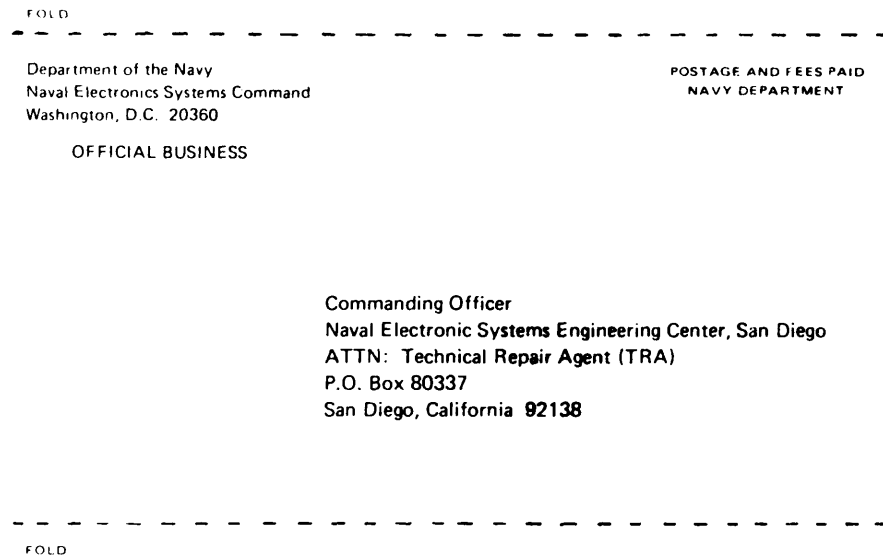 FOLD
Department of the Navy
Naval Electronics Systems Command
Washington, D.C. 20360
POSTAGE AND FEES PAID
NAVY DEPARTMENT
OFFICIAL BUSINESS
Commanding Officer
Naval Electronic Systems Engineering Center, San Diego
ATTN: Technical Repair Agent (TRA)
P.O. Box 80337
San Diego, California 92138
FOLD